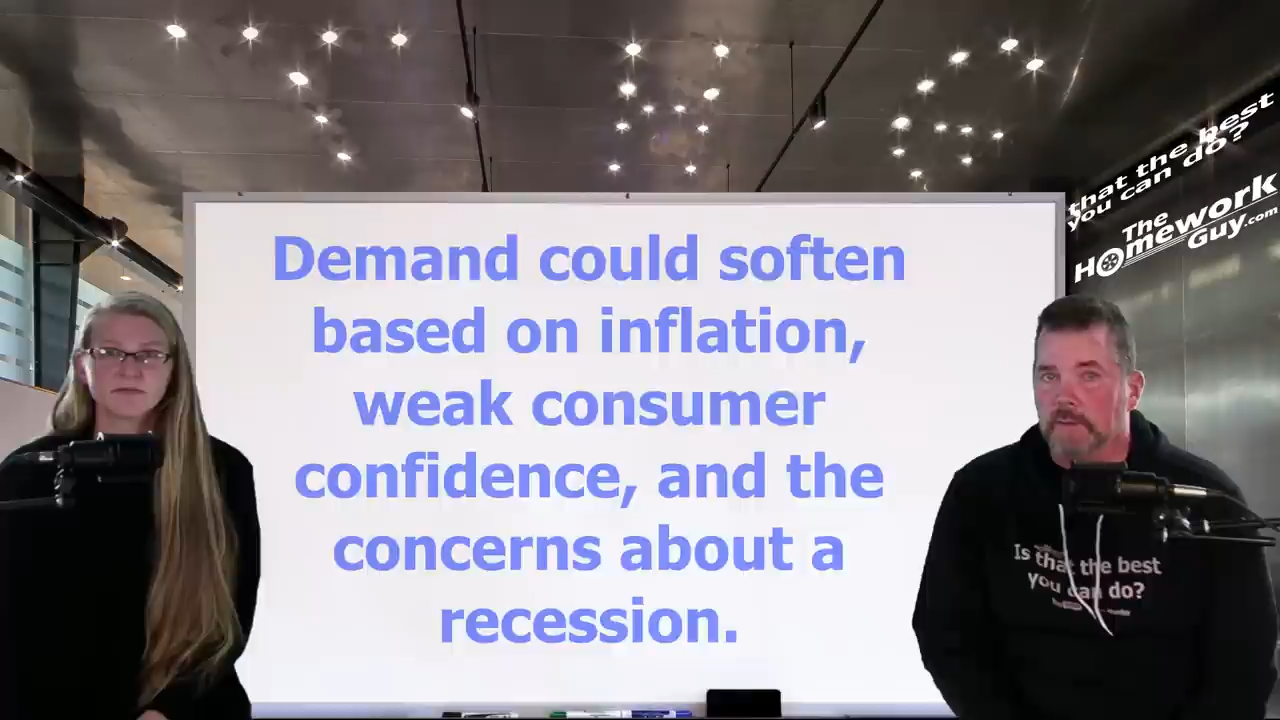 that the best
you can do?
The
Homework
Guy.com
Demand could soften
based on inflation,
weak consumer
confidence, and the
concerns about a
recession.
Is that the best
you can do?